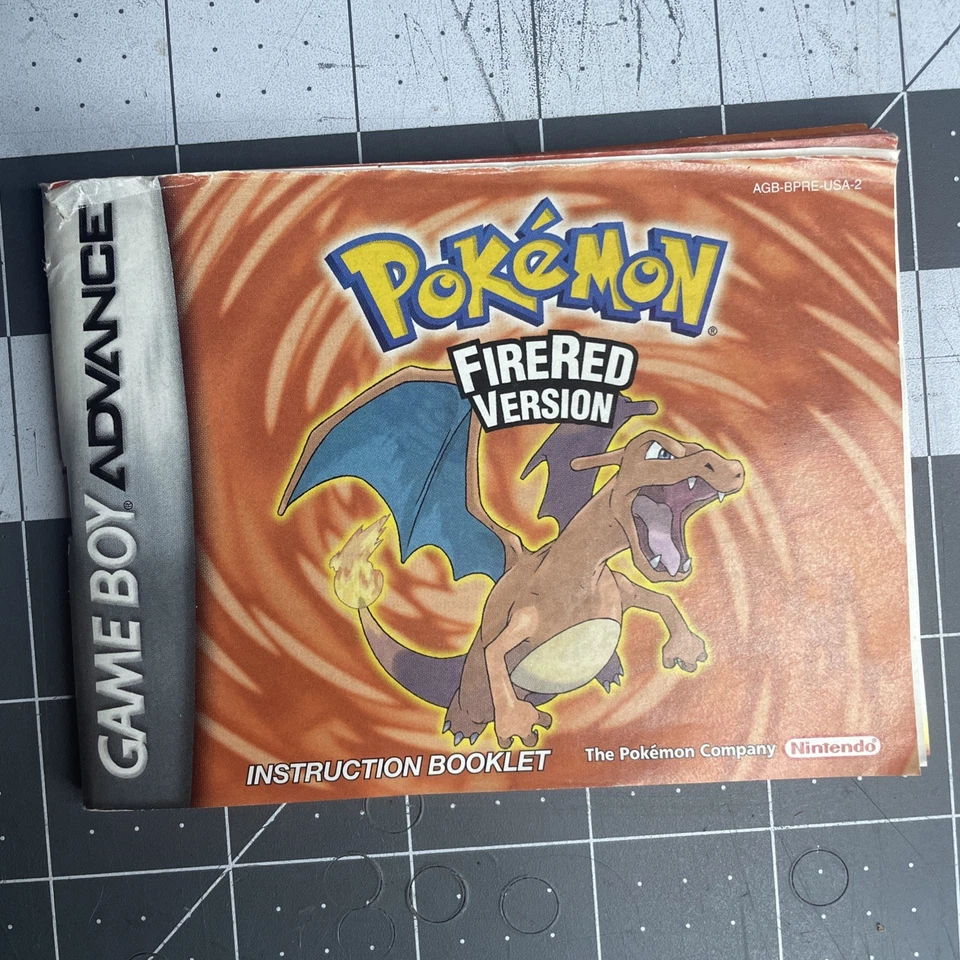 AGB-BPRE-USA-2
GAME BOY® ADVANCE
POKéMON®
FIRERED
VERSION
INSTRUCTION BOOKLET
The Pokémon Company
Nintendo®